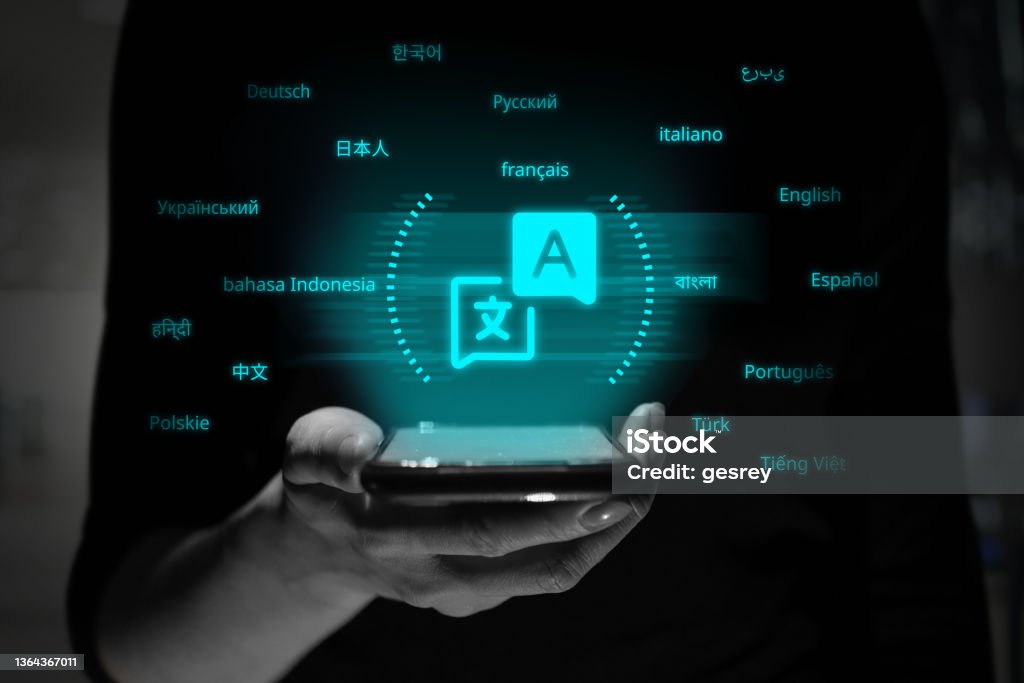 한국어
عربى
Deutsch
Русский
italiano
日本人
français
English
Український
A
bahasa Indonesia
বাংলা
Español
文
हिन्दी
中文
Português
Polskie
Türk
iStock™
Credit: gesrey
Tiếng Việt
1364367011